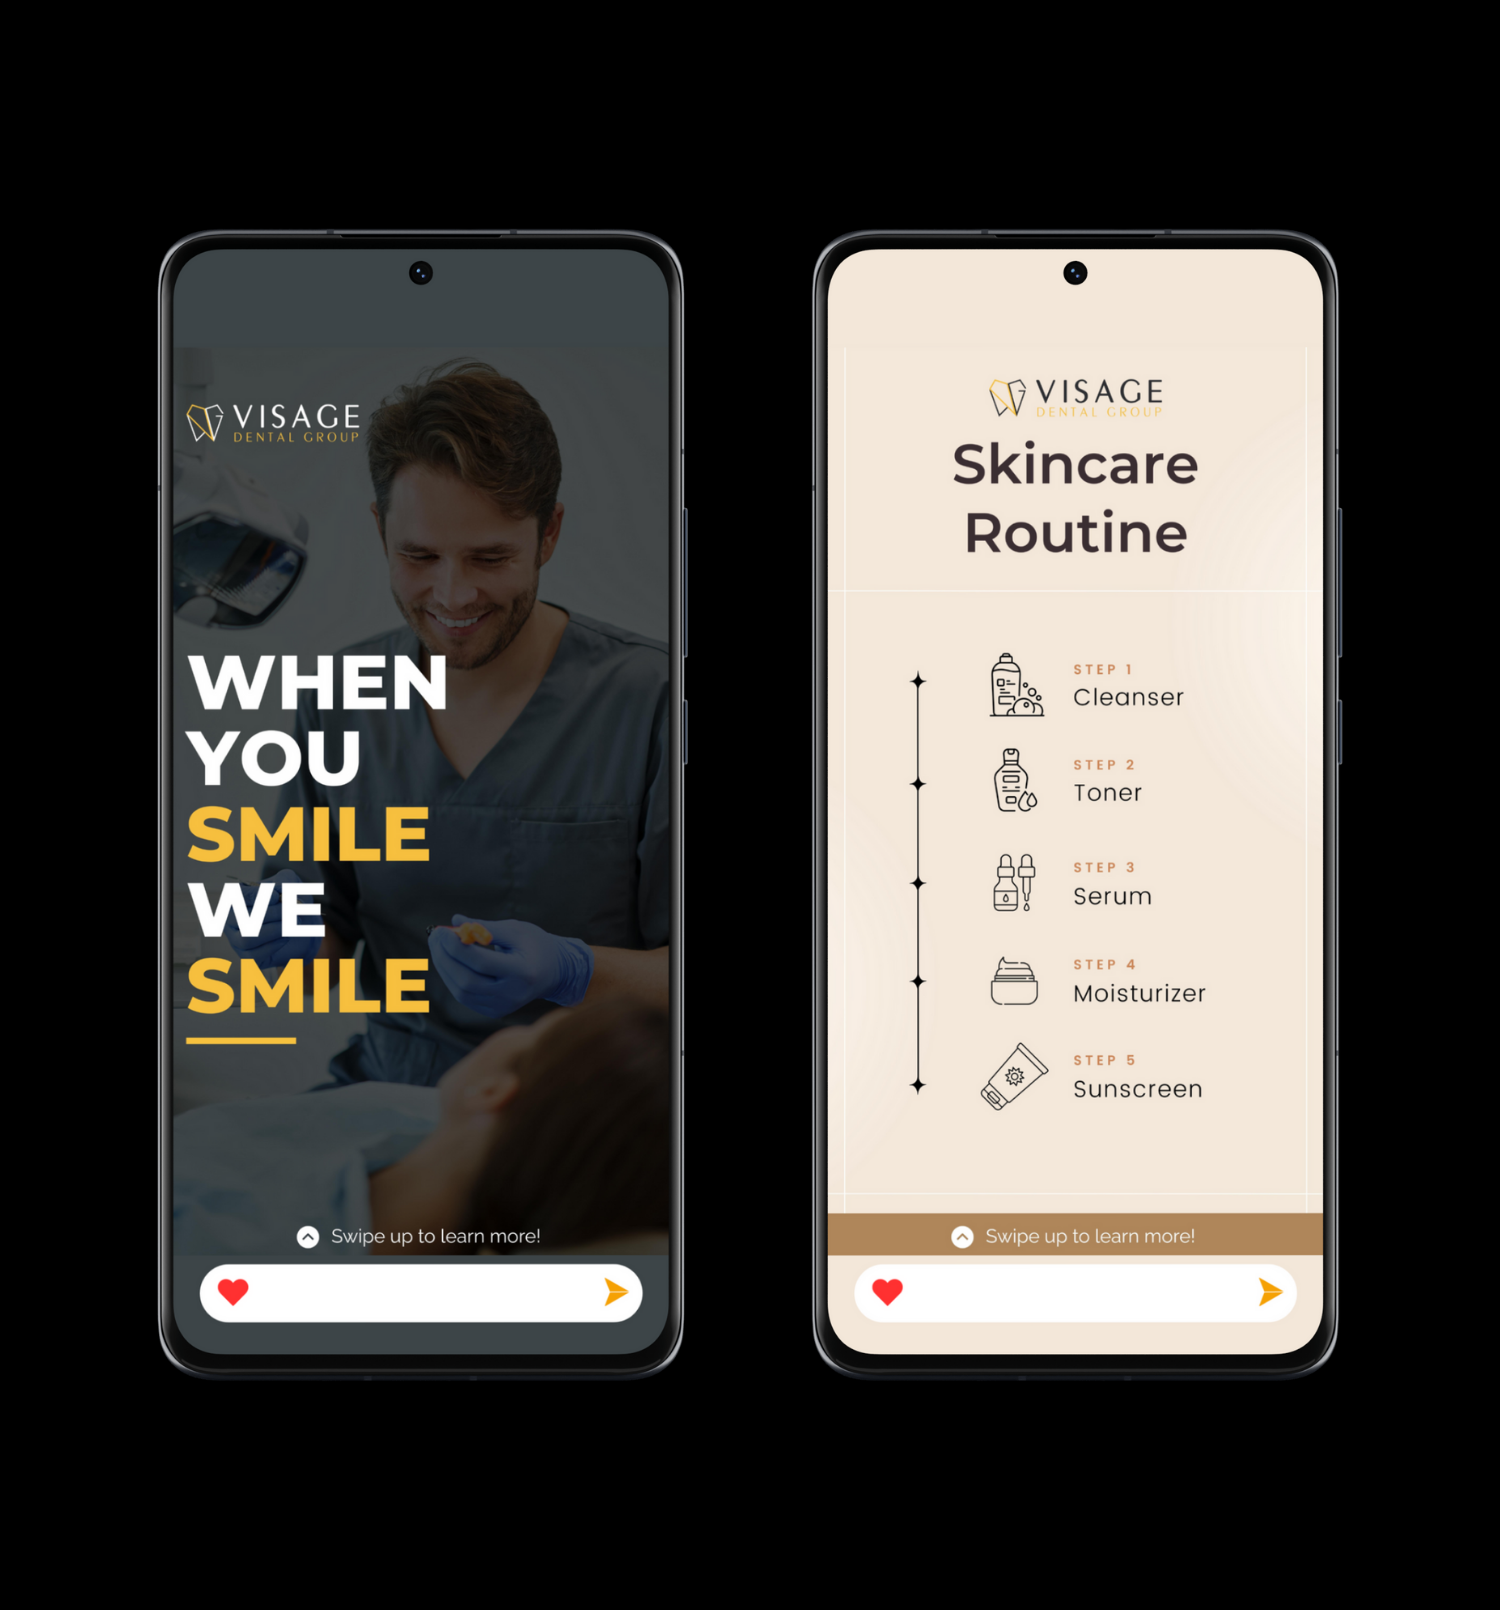 VISAGE
DENTAL GROUP
WHEN
YOU
SMILE
WE
SMILE
Swipe up to learn more!
VISAGE
DENTAL GROUP
Skincare
Routine
STEP 1
Cleanser
STEP 2
Toner
STEP 3
Serum
STEP 4
Moisturizer
STEP 5
Sunscreen
Swipe up to learn more!